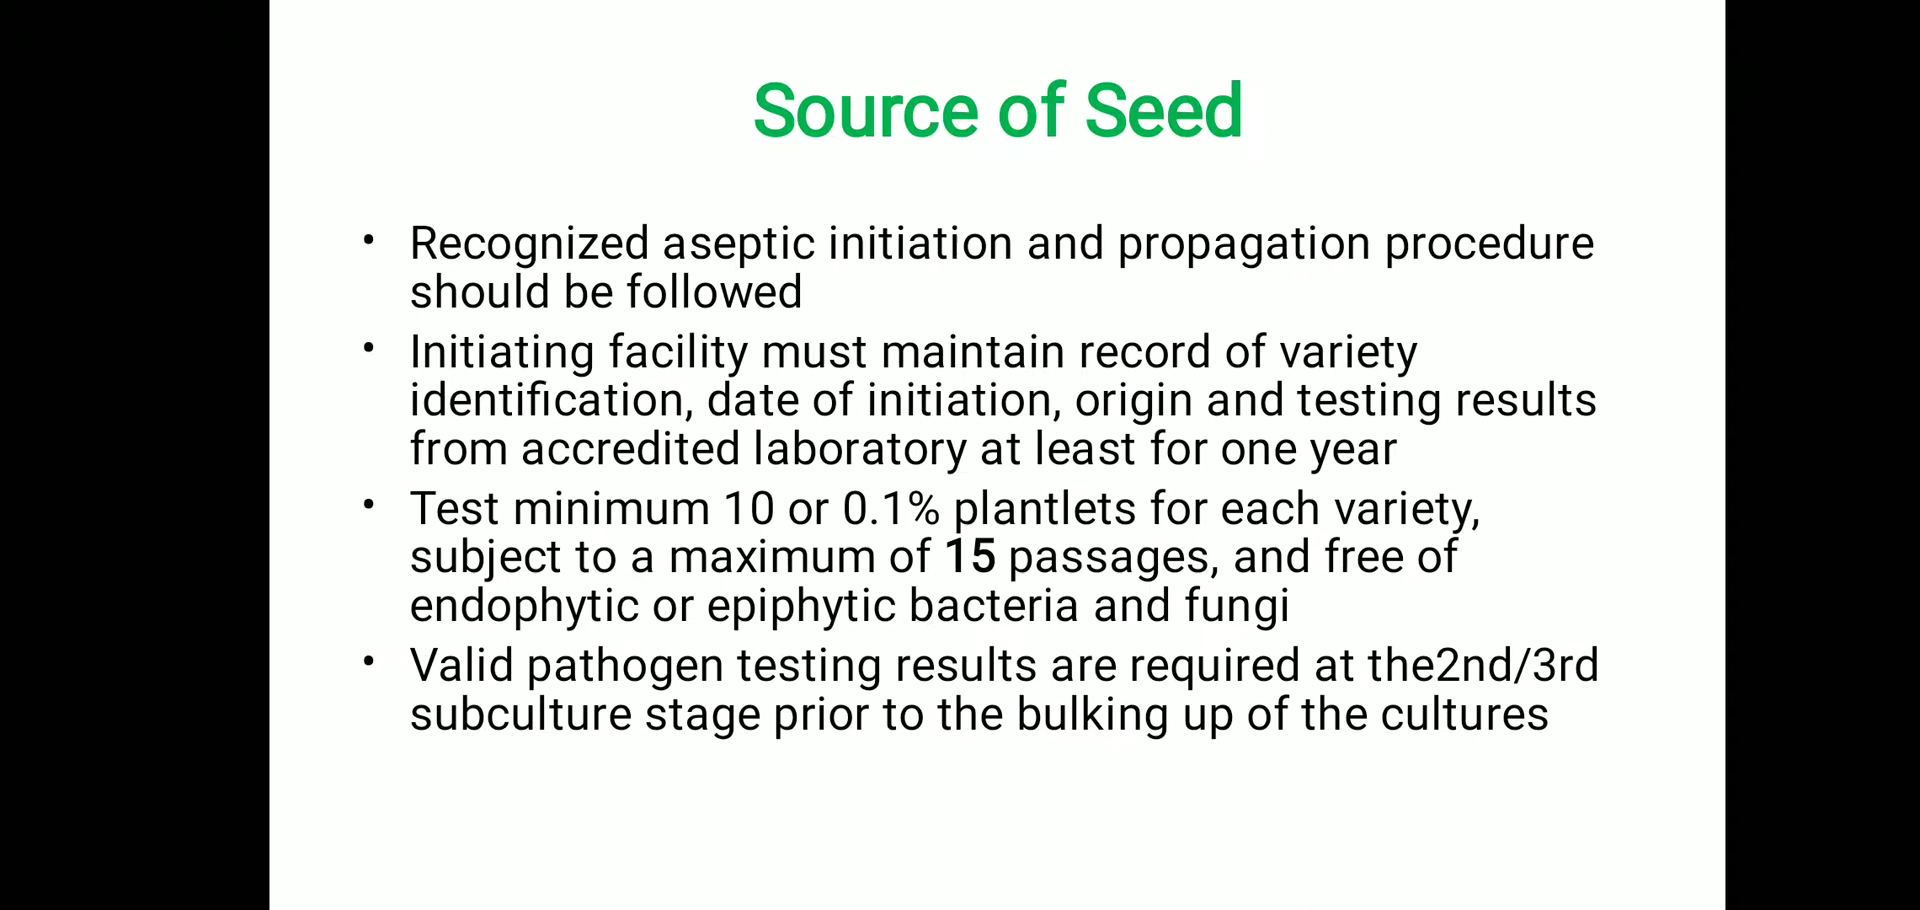 Source of Seed
• Recognized aseptic initiation and propagation procedure
should be followed
• Initiating facility must maintain record of variety
identification, date of initiation, origin and testing results
from accredited laboratory at least for one year
• Test minimum 10 or 0.1% plantlets for each variety,
subject to a maximum of 15 passages, and free of
endophytic or epiphytic bacteria and fungi
• Valid pathogen testing results are required at the2nd/3rd
subculture stage prior to the bulking up of the cultures